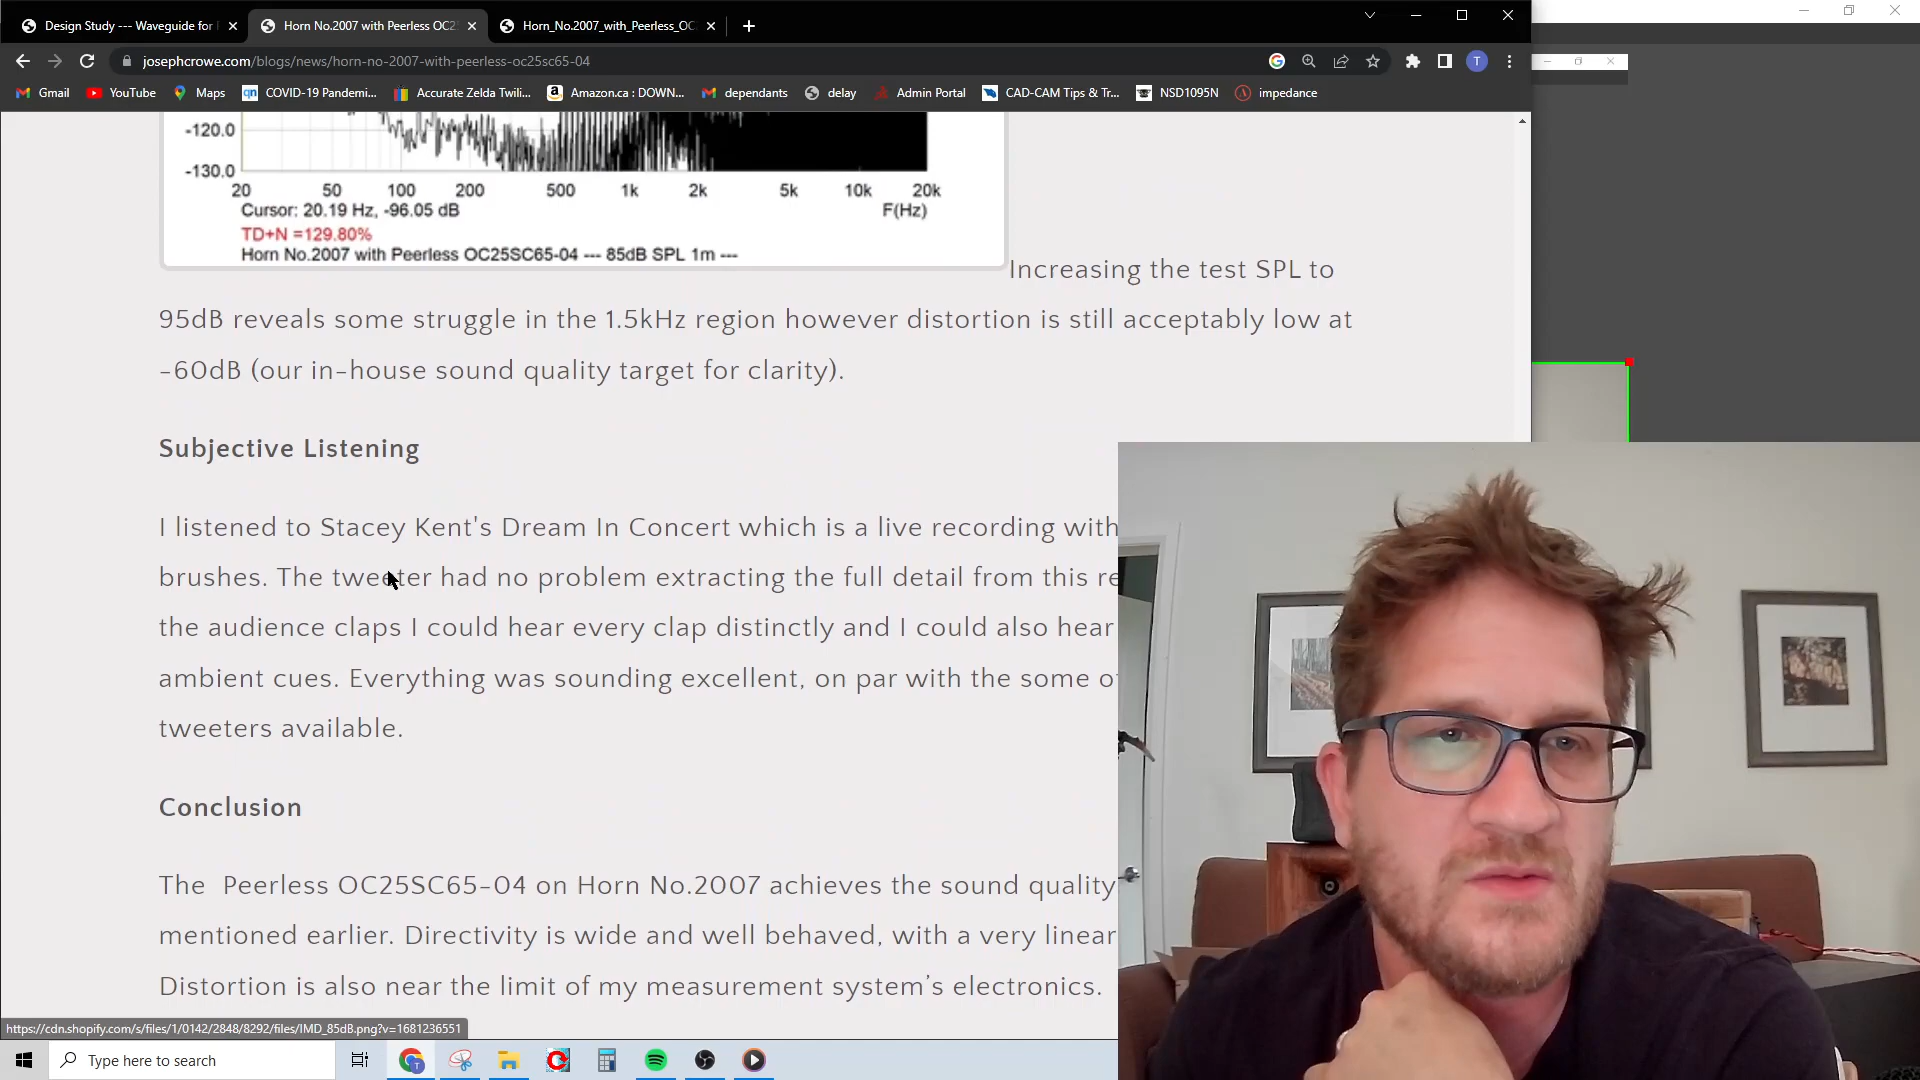 Design Study --- Waveguide for
Horn No.2007 with Peerless OC25
Horn_No.2007_with_Peerless_OC
josephcrowe.com/blogs/news/horn-no-2007-with-peerless-oc25sc65-04
T
Gmail
YouTube
Maps
COVID-19 Pandemi...
Accurate Zelda Twili...
Amazon.ca : DOWN...
dependants
delay
Admin Portal
CAD-CAM Tips & Tr...
NSD1095N
impedance
-120.0
-130.0
20 50 100 200 500 1k 2k 5k 10k 20k
Cursor: 20.19 Hz, -96.05 dB F(Hz)
TD+N =129.80%
Horn No.2007 with Peerless OC25SC65-04 --- 85dB SPL 1m ---
Increasing the test SPL to
95dB reveals some struggle in the 1.5kHz region however distortion is still acceptably low at
-60dB (our in-house sound quality target for clarity).
Subjective Listening
I listened to Stacey Kent's Dream In Concert which is a live recording with
brushes. The tweeter had no problem extracting the full detail from this re
the audience claps I could hear every clap distinctly and I could also hear
ambient cues. Everything was sounding excellent, on par with the some o
tweeters available.
Conclusion
The Peerless OC25SC65-04 on Horn No.2007 achieves the sound quality
mentioned earlier. Directivity is wide and well behaved, with a very linear
Distortion is also near the limit of my measurement system’s electronics.
https://cdn.shopify.com/s/files/1/0142/2848/8292/files/IMD_85dB.png?v=1681236551
Type here to search